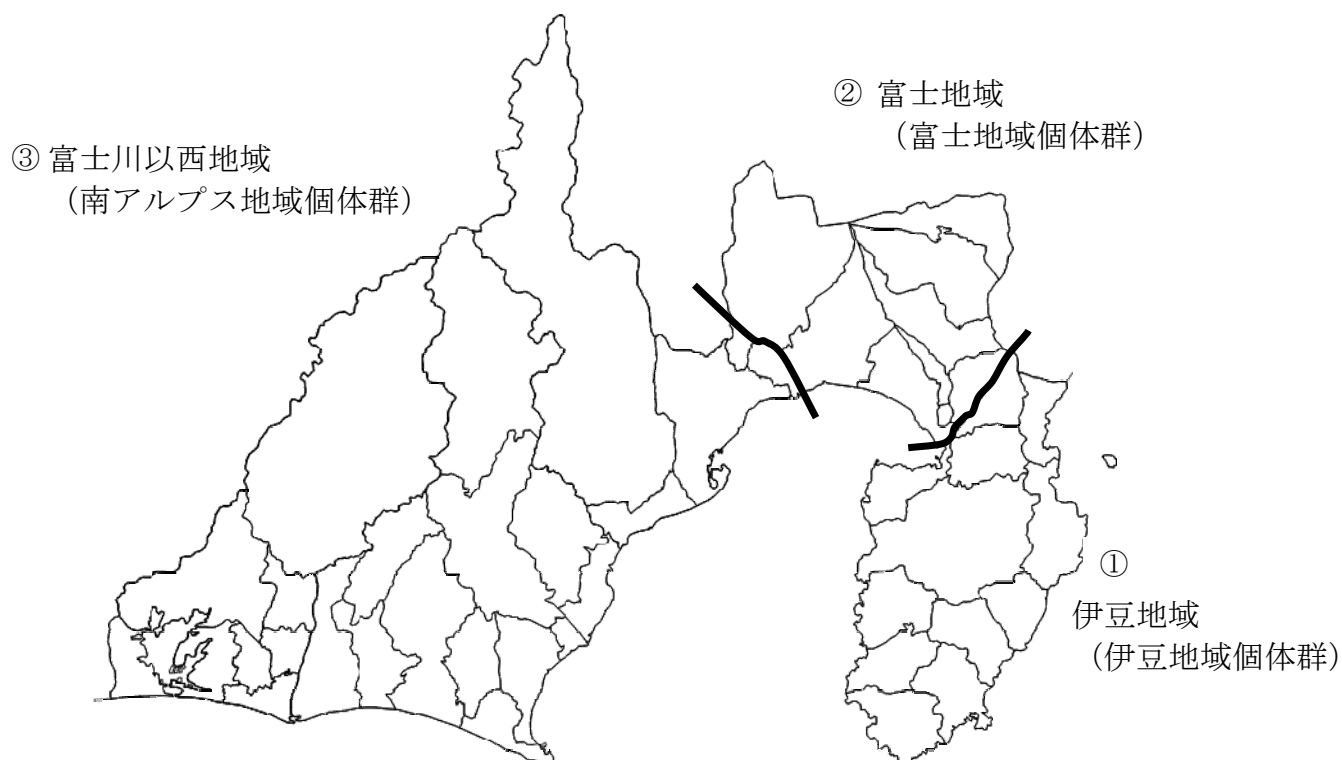 ② 富士地域
（富士地域個体群）
③ 富士川以西地域
（南アルプス地域個体群）
①
伊豆地域
（伊豆地域個体群）